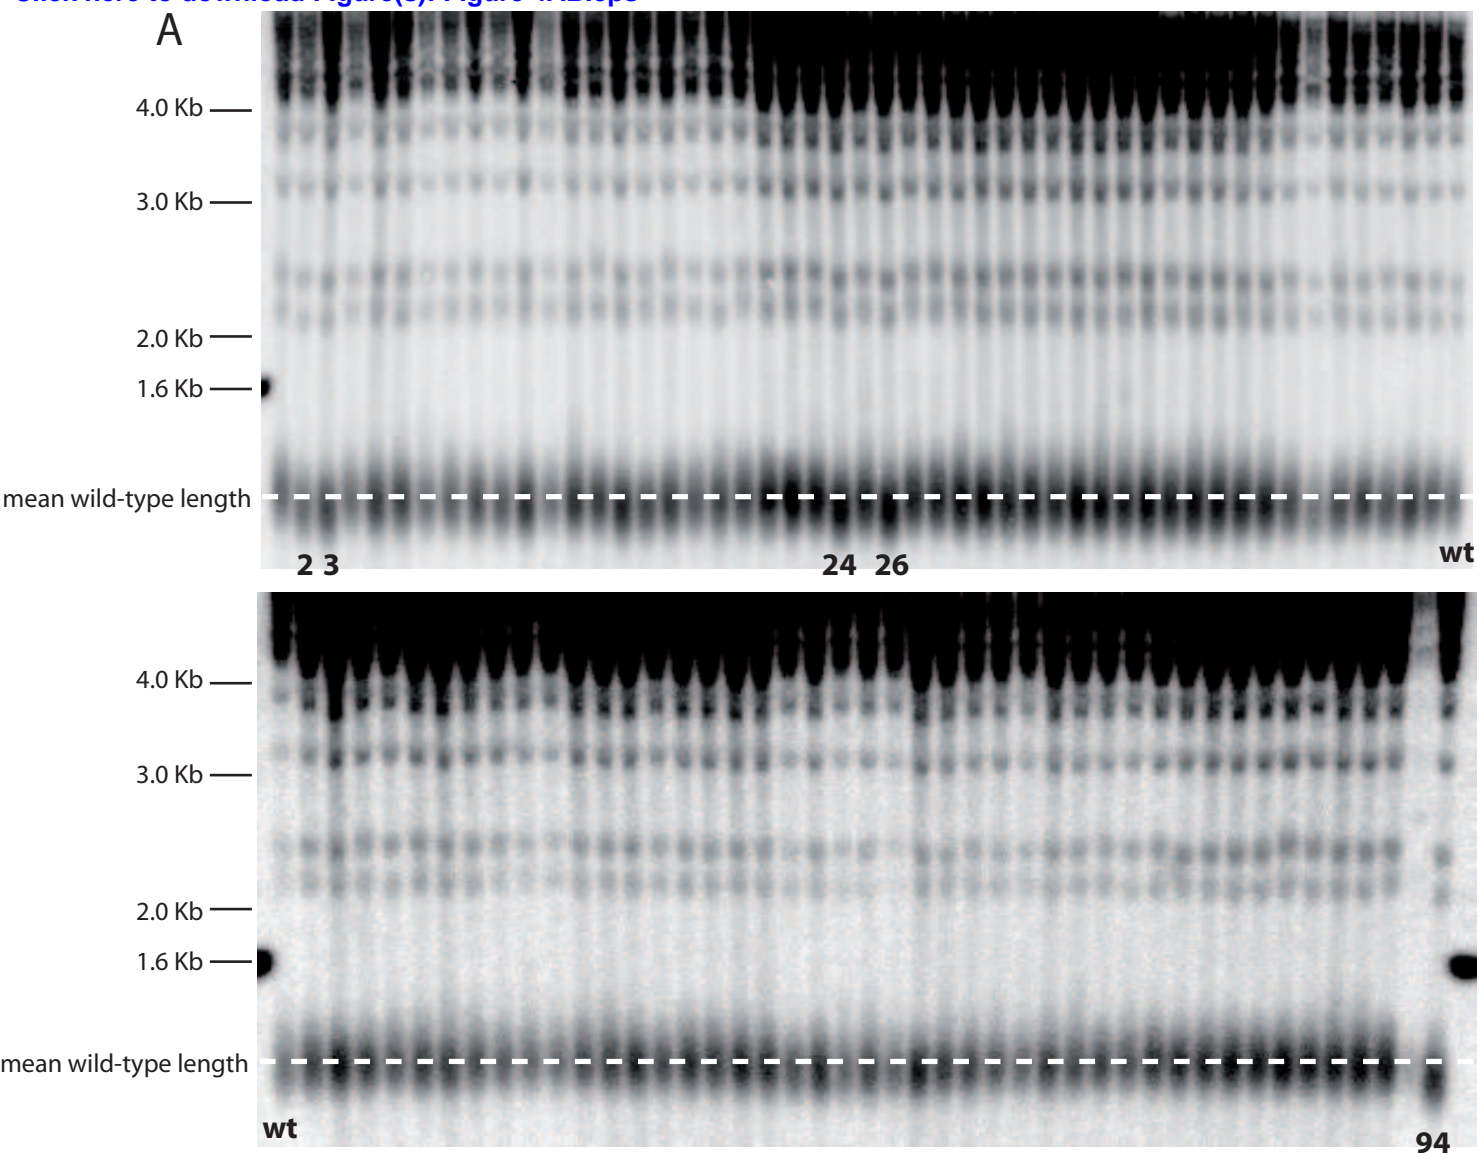 A
4.0 Kb
3.0 Kb
2.0 Kb
1.6 Kb
mean wild-type length
2 3 24 26 wt
4.0 Kb
3.0 Kb
2.0 Kb
1.6 Kb
mean wild-type length
wt
94